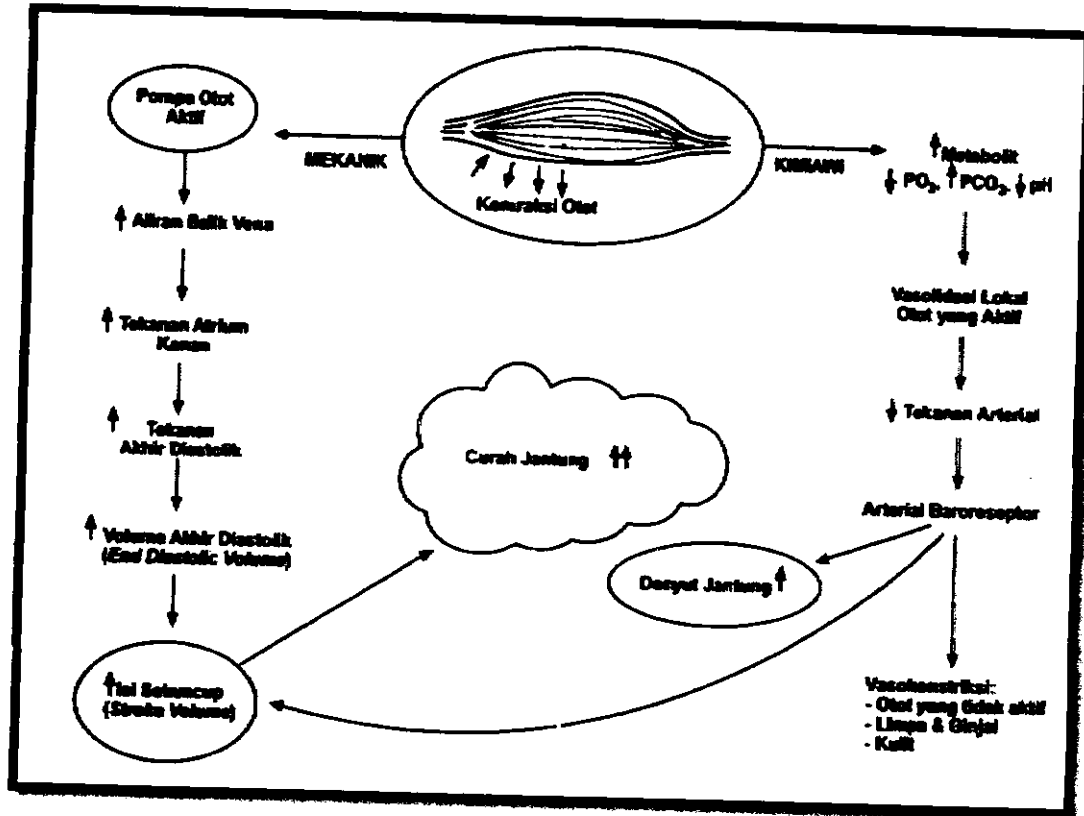 Pompa Otot
Aktif
MEKANIK
Kontraksi Otot
KIMIAWI
↑ Metabolit
↓ PO₂, ↑ PCO₂, ↓ pH
↑ Aliran Balik Vena
↑ Tekanan Atrium
Kanan
↑ Tekanan
Akhir Diastolik
↑ Volume Akhir Diastolik
(End Diastolic Volume)
↑ Isi Sekuncup
(Stroke Volume)
Curah Jantung ↑↑
Vasolidasi Lokal
Otot yang Aktif
↓ Tekanan Arterial
Arterial Baroreseptor
Denyut Jantung ↑
Vasokonstriksi:
- Otot yang tidak aktif
- Limpa & Ginjal
- Kulit